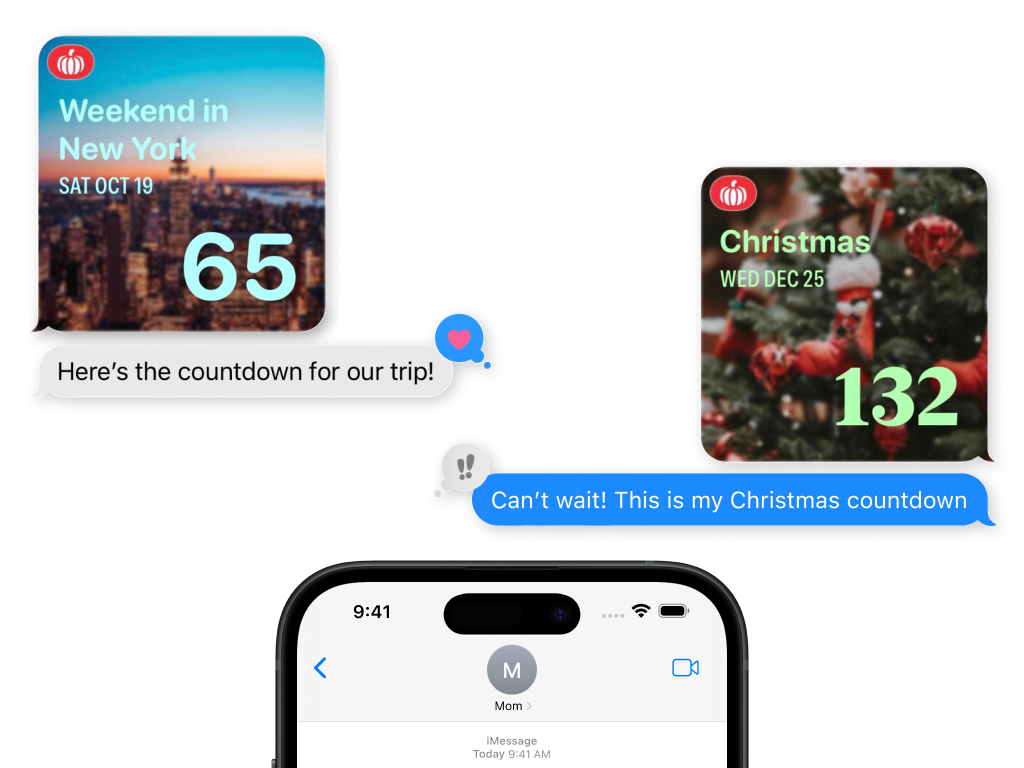 Weekend in
New York
SAT OCT 19
65
Here's the countdown for our trip!
Christmas
WED DEC 25
132
Can't wait! This is my Christmas countdown
9:41
M
Mom
iMessage
Today 9:41 AM